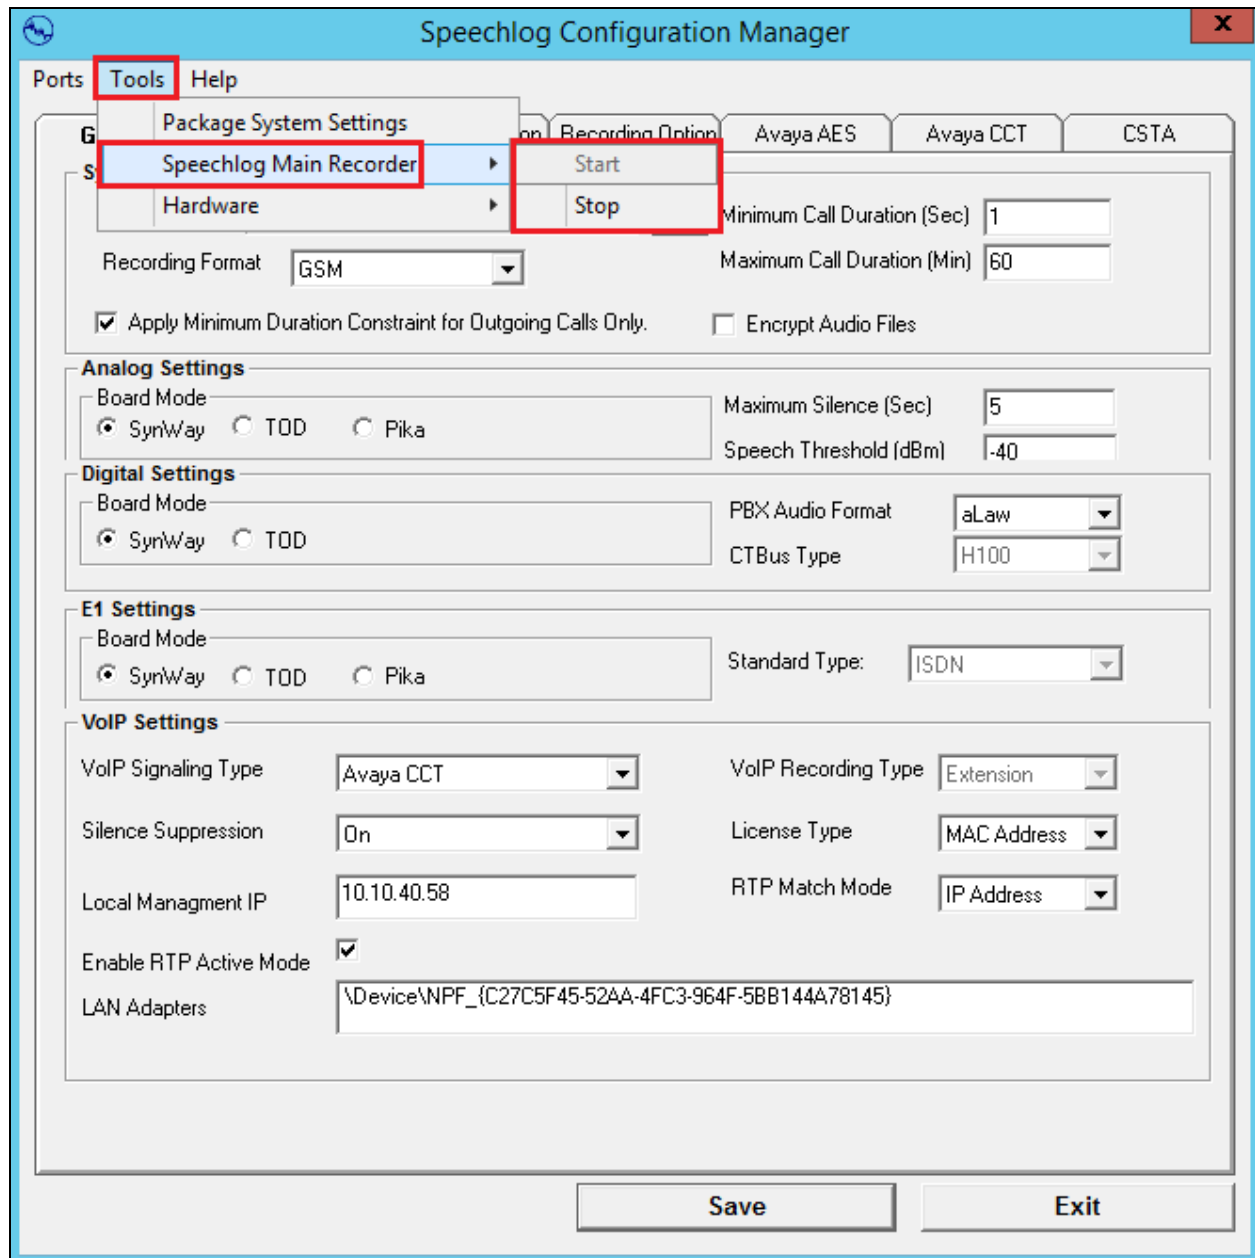 Speechlog Configuration Manager
x
Ports Tools Help
Package System Settings
Speechlog Main Recorder
Hardware
Start
Stop
Recording Option Avaya AES Avaya CCT CSTA
Minimum Call Duration (Sec) 1
Recording Format GSM Maximum Call Duration (Min) 60
Apply Minimum Duration Constraint for Outgoing Calls Only. Encrypt Audio Files
Analog Settings
Board Mode
SynWay TOD Pika
Maximum Silence (Sec) 5
Speech Threshold (dBm) -40
Digital Settings
Board Mode
SynWay TOD
PBX Audio Format aLaw
CTBus Type H100
E1 Settings
Board Mode
SynWay TOD Pika
Standard Type: ISDN
VoIP Settings
VoIP Signaling Type Avaya CCT VoIP Recording Type Extension
Silence Suppression On License Type MAC Address
Local Managment IP 10.10.40.58 RTP Match Mode IP Address
Enable RTP Active Mode
LAN Adapters \Device\NPF_{C27C5F45-52AA-4FC3-964F-5BB144A78145}
Save Exit